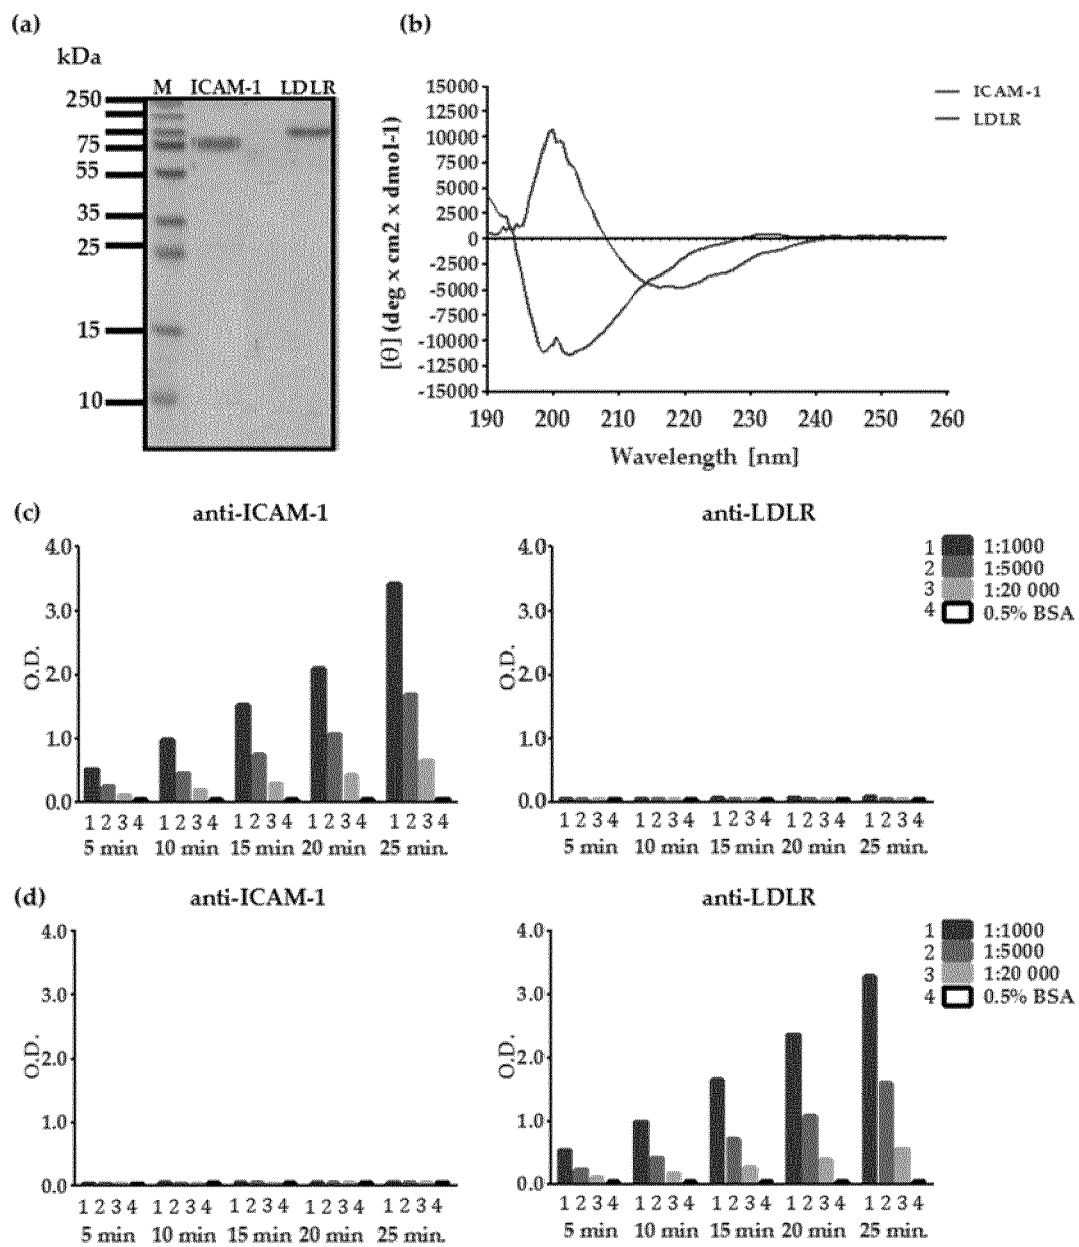 (a)
kDa
M ICAM-1 LDLR
250
75
55
35
25
15
10
(b)
15000
12500
10000
7500
5000
2500
0
-2500
-5000
-7500
-10000
-12500
-15000
[θ] (deg x cm2 x dmol-1)
190 200 210 220 230 240 250 260
Wavelength [nm]
ICAM-1
LDLR
(c)
anti-ICAM-1
4.0
3.0
2.0
1.0
0.0
O.D.
1 2 3 4 1 2 3 4 1 2 3 4 1 2 3 4 1 2 3 4
5 min 10 min 15 min 20 min 25 min.
anti-LDLR
4.0
3.0
2.0
1.0
0.0
O.D.
1 2 3 4 1 2 3 4 1 2 3 4 1 2 3 4 1 2 3 4
5 min 10 min 15 min 20 min 25 min.
1 1:1000
2 1:5000
3 1:20 000
4 0.5% BSA
(d)
anti-ICAM-1
4.0
3.0
2.0
1.0
0.0
O.D.
1 2 3 4 1 2 3 4 1 2 3 4 1 2 3 4 1 2 3 4
5 min 10 min 15 min 20 min 25 min.
anti-LDLR
4.0
3.0
2.0
1.0
0.0
O.D.
1 2 3 4 1 2 3 4 1 2 3 4 1 2 3 4 1 2 3 4
5 min 10 min 15 min 20 min 25 min.
1 1:1000
2 1:5000
3 1:20 000
4 0.5% BSA